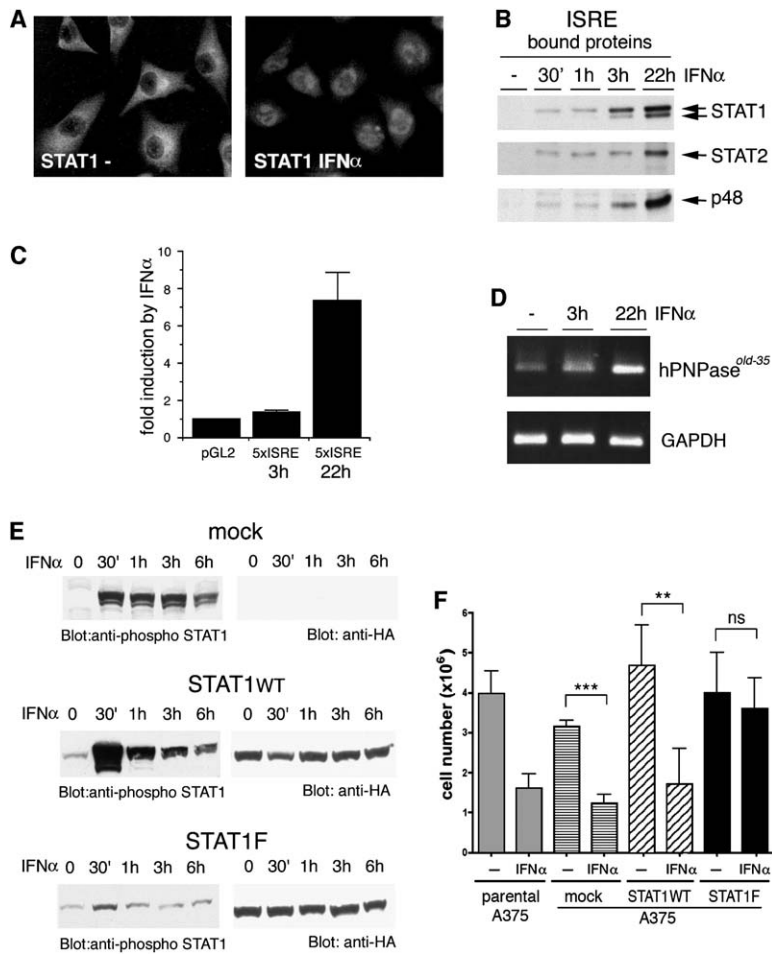 A
STAT1 -
STAT1 IFNα
B
ISRE
bound proteins
- 30' 1h 3h 22h IFNα
STAT1
STAT2
p48
C
fold induction by IFNα
10
8
6
4
2
0
pGL2 5xISRE 5xISRE
3h 22h
D
- 3h 22h IFNα
hPNPase old-35
GAPDH
E
mock
IFNα 0 30' 1h 3h 6h 0 30' 1h 3h 6h
Blot:anti-phospho STAT1 Blot: anti-HA
STAT1WT
IFNα 0 30' 1h 3h 6h 0 30' 1h 3h 6h
Blot:anti-phospho STAT1 Blot: anti-HA
STAT1F
IFNα 0 30' 1h 3h 6h 0 30' 1h 3h 6h
Blot:anti-phospho STAT1 Blot: anti-HA
F
cell number (x10⁶)
6
5
4
3
2
1
0
*** ** ns
– IFNα – IFNα – IFNα – IFNα
parental mock STAT1WT STAT1F
A375 A375